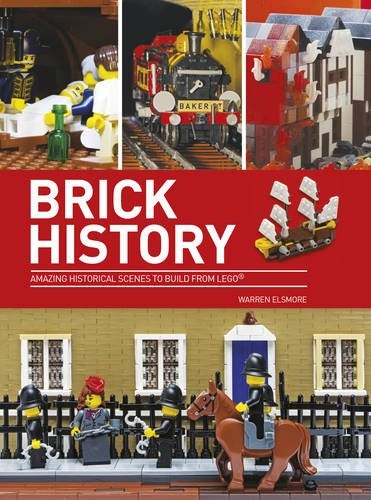 BAKER ST
BRICK
HISTORY
AMAZING HISTORICAL SCENES TO BUILD FROM LEGO®
WARREN ELSMORE